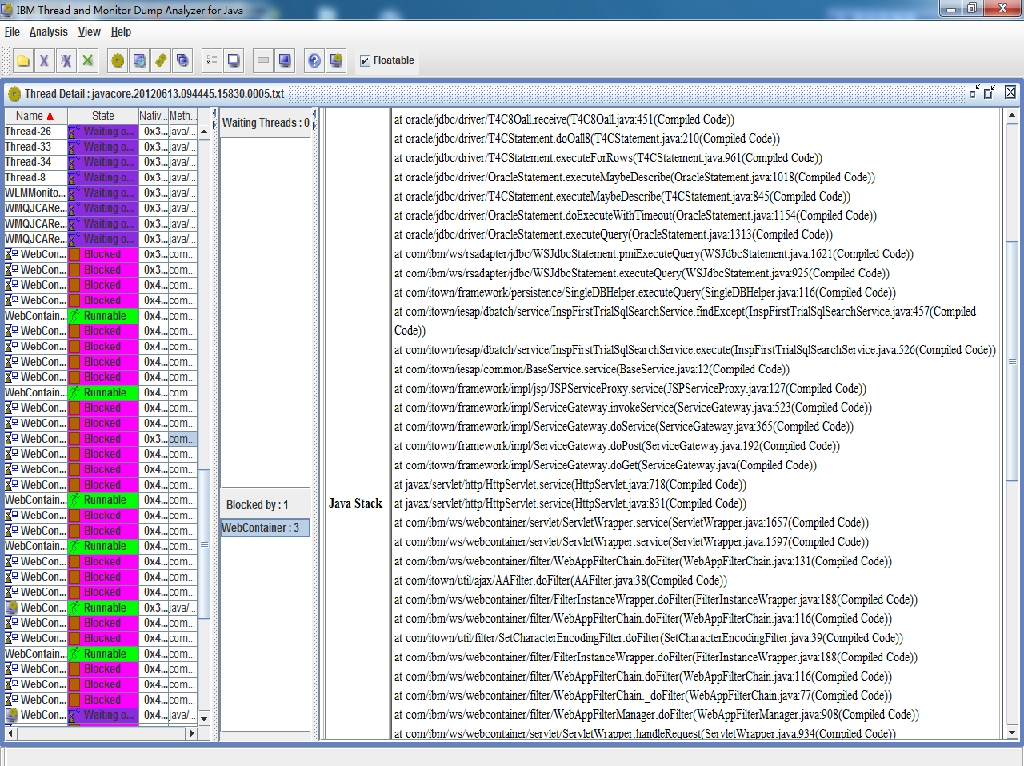 IBM Thread and Monitor Dump Analyzer for Java
File Analysis View Help
Floatable
Thread Detail : javacore.20120613.094445.15830.0005.txt
Name State Nativ... Meth...
Thread-26 Waiting o... 0x3... java/...
Thread-33 Waiting o... 0x3... java/...
Thread-34 Waiting o... 0x3... java/...
Thread-8 Waiting o... 0x3... java/...
WLMMonito... Waiting o... 0x3... java/...
WMQJCARe... Waiting o... 0x3... java/...
WMQJCARe... Waiting o... 0x3... java/...
WMQJCARe... Waiting o... 0x3... java/...
WebCon... Blocked 0x3... com...
WebCon... Blocked 0x3... com...
WebCon... Blocked 0x4... com...
WebCon... Blocked 0x4... com...
WebContain... Runnable 0x4... com...
WebCon... Blocked 0x4... com...
WebCon... Blocked 0x4... com...
WebCon... Blocked 0x4... com...
WebCon... Blocked 0x4... com...
WebContain... Runnable 0x4... com...
WebCon... Blocked 0x4... com...
WebCon... Blocked 0x4... com...
WebCon... Blocked 0x3... com...
WebCon... Blocked 0x4... com...
WebCon... Blocked 0x4... com...
WebCon... Blocked 0x4... com...
WebContain... Runnable 0x4... com...
WebCon... Blocked 0x4... com...
WebCon... Blocked 0x4... com...
WebContain... Runnable 0x4... com...
WebCon... Blocked 0x4... com...
WebCon... Blocked 0x4... com...
WebCon... Blocked 0x4... com...
WebCon... Runnable 0x3... java/...
WebCon... Blocked 0x4... com...
WebCon... Blocked 0x4... com...
WebContain... Runnable 0x4... com...
WebCon... Blocked 0x4... com...
WebCon... Blocked 0x4... com...
WebCon... Blocked 0x4... com...
WebCon... Waiting o... 0x4... java/...
Waiting Threads : 0
Blocked by : 1
WebContainer : 3
Java Stack
at oracle/jdbc/driver/T4C8Oall.receive(T4C8Oall.java:451(Compiled Code))
at oracle/jdbc/driver/T4CStatement.doOall8(T4CStatement.java:210(Compiled Code))
at oracle/jdbc/driver/T4CStatement.executeForRows(T4CStatement.java:961(Compiled Code))
at oracle/jdbc/driver/OracleStatement.executeMaybeDescribe(OracleStatement.java:1018(Compiled Code))
at oracle/jdbc/driver/T4CStatement.executeMaybeDescribe(T4CStatement.java:845(Compiled Code))
at oracle/jdbc/driver/OracleStatement.doExecuteWithTimeout(OracleStatement.java:1154(Compiled Code))
at oracle/jdbc/driver/OracleStatement.executeQuery(OracleStatement.java:1313(Compiled Code))
at com/ibm/ws/rsadapter/jdbc/WSJdbcStatement.pmiExecuteQuery(WSJdbcStatement.java:1621(Compiled Code))
at com/ibm/ws/rsadapter/jdbc/WSJdbcStatement.executeQuery(WSJdbcStatement.java:925(Compiled Code))
at com/itown/framework/persistence/SingleDBHelper.executeQuery(SingleDBHelper.java:116(Compiled Code))
at com/itown/iesap/dbatch/service/InspFirstTrialSqlSearchService.findExcept(InspFirstTrialSqlSearchService.java:457(Compiled
Code))
at com/itown/iesap/dbatch/service/InspFirstTrialSqlSearchService.execute(InspFirstTrialSqlSearchService.java:526(Compiled Code))
at com/itown/iesap/common/BaseService.service(BaseService.java:12(Compiled Code))
at com/itown/framework/impl/jsp/JSPServiceProxy.service(JSPServiceProxy.java:127(Compiled Code))
at com/itown/framework/impl/ServiceGateway.invokeService(ServiceGateway.java:523(Compiled Code))
at com/itown/framework/impl/ServiceGateway.doService(ServiceGateway.java:365(Compiled Code))
at com/itown/framework/impl/ServiceGateway.doPost(ServiceGateway.java:192(Compiled Code))
at com/itown/framework/impl/ServiceGateway.doGet(ServiceGateway.java(Compiled Code))
at javax/servlet/http/HttpServlet.service(HttpServlet.java:718(Compiled Code))
at javax/servlet/http/HttpServlet.service(HttpServlet.java:831(Compiled Code))
at com/ibm/ws/webcontainer/servlet/ServletWrapper.service(ServletWrapper.java:1657(Compiled Code))
at com/ibm/ws/webcontainer/servlet/ServletWrapper.service(ServletWrapper.java:1597(Compiled Code))
at com/ibm/ws/webcontainer/filter/WebAppFilterChain.doFilter(WebAppFilterChain.java:131(Compiled Code))
at com/itown/util/ajax/AAFilter.doFilter(AAFilter.java:38(Compiled Code))
at com/ibm/ws/webcontainer/filter/FilterInstanceWrapper.doFilter(FilterInstanceWrapper.java:188(Compiled Code))
at com/ibm/ws/webcontainer/filter/WebAppFilterChain.doFilter(WebAppFilterChain.java:116(Compiled Code))
at com/itown/util/filter/SetCharacterEncodingFilter.doFilter(SetCharacterEncodingFilter.java:39(Compiled Code))
at com/ibm/ws/webcontainer/filter/FilterInstanceWrapper.doFilter(FilterInstanceWrapper.java:188(Compiled Code))
at com/ibm/ws/webcontainer/filter/WebAppFilterChain.doFilter(WebAppFilterChain.java:116(Compiled Code))
at com/ibm/ws/webcontainer/filter/WebAppFilterChain._doFilter(WebAppFilterChain.java:77(Compiled Code))
at com/ibm/ws/webcontainer/filter/WebAppFilterManager.doFilter(WebAppFilterManager.java:908(Compiled Code))
at com/ibm/ws/webcontainer/servlet/ServletWrapper.handleRequest(ServletWrapper.java:934(Compiled Code))